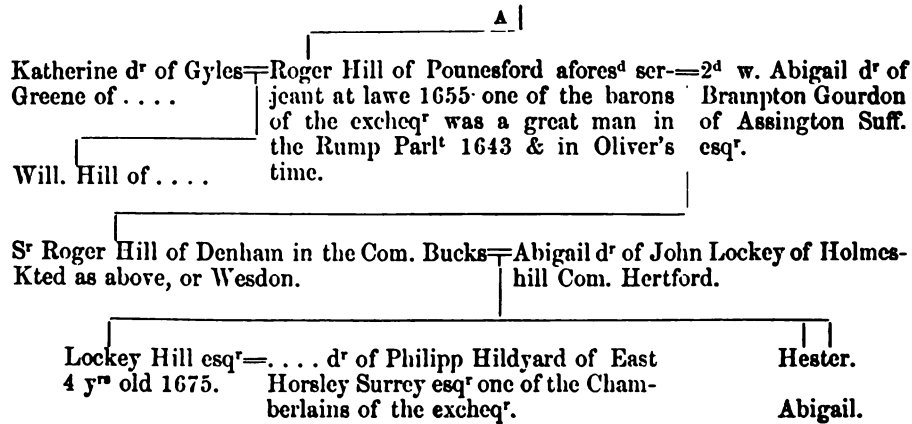 A
Katherine dʳ of Gyles
Greene of . . . .
Roger Hill of Pounesford aforesᵈ ser-
jeant at lawe 1655 one of the barons
of the excheqʳ was a great man in
the Rump Parlᵗ 1643 & in Oliver's
time.
2ᵈ w. Abigail dʳ of
Brampton Gourdon
of Assington Suff.
esqʳ.
Will. Hill of . . . .
Sʳ Roger Hill of Denham in the Com. Bucks
Kted as above, or Wesdon.
Abigail dʳ of John Lockey of Holmes-
hill Com. Hertford.
Lockey Hill esqʳ
4 yʳˢ old 1675.
. . . . dʳ of Philipp Hildyard of East
Horsley Surrey esqʳ one of the Cham-
berlains of the excheqʳ.
Hester.
Abigail.